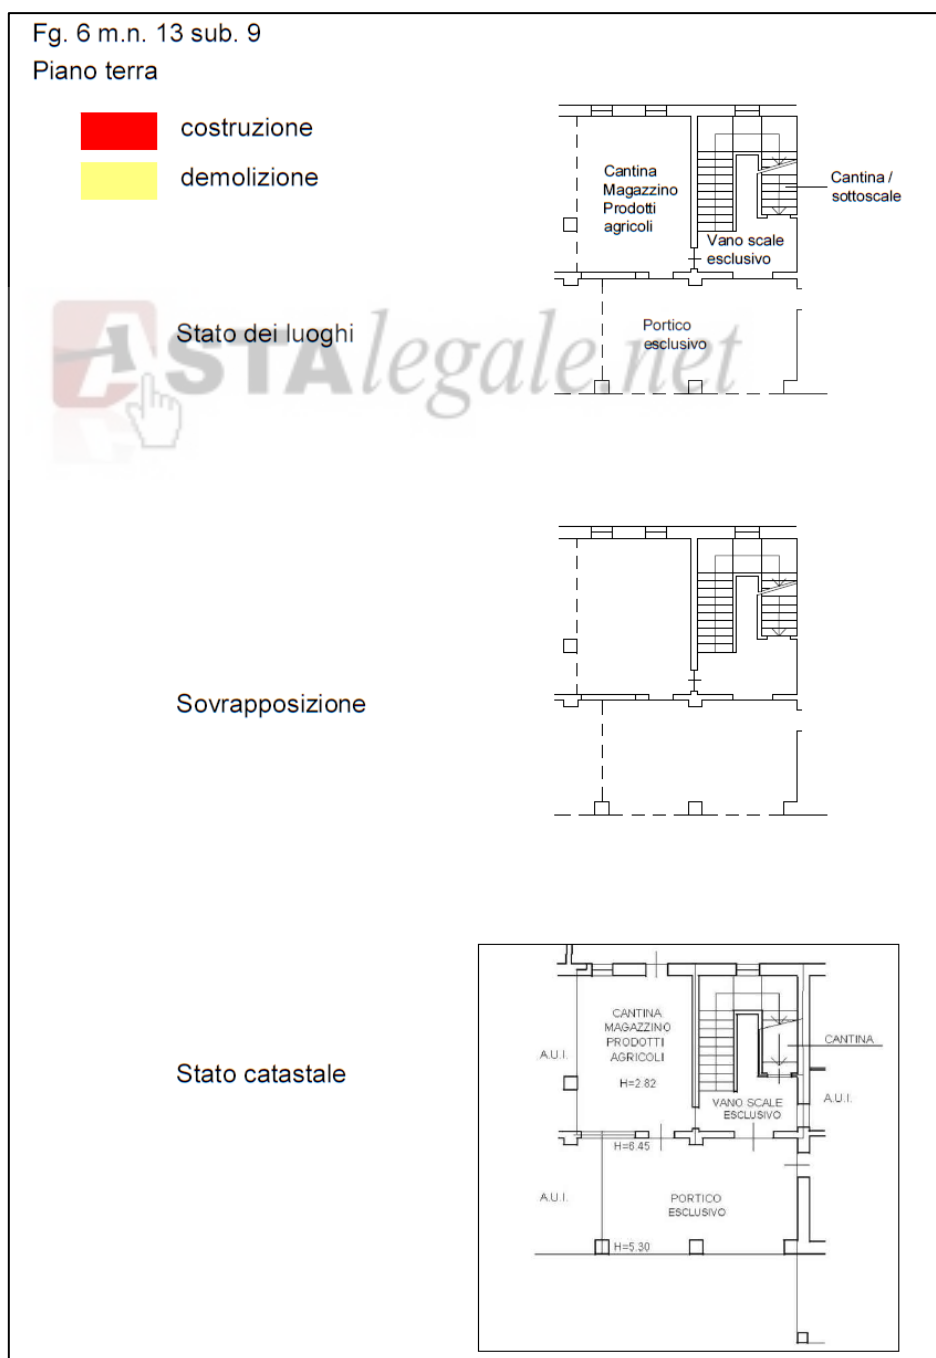 Fg. 6 m.n. 13 sub. 9
Piano terra
costruzione
demolizione
Cantina
Magazzino
Prodotti
agricoli
Cantina /
sottoscale
Vano scale
esclusivo
Stato dei luoghi
Portico
esclusivo
ASTAlegale.net
Sovrapposizione
Stato catastale
CANTINA
MAGAZZINO
PRODOTTI
AGRICOLI
H=2.82
A.U.I.
CANTINA
A.U.I.
VANO SCALE
ESCLUSIVO
H=6.45
A.U.I.
PORTICO
ESCLUSIVO
H=5.30